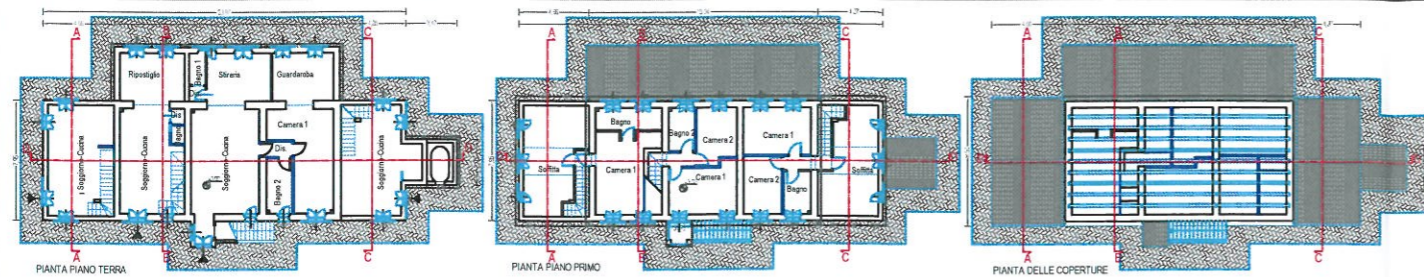 A B C
Ripostiglio Bagno 1 Stireria Guardaroba
Soggiorno-Cucina Soggiorno-Cucina Dis. Bagno Soggiorno-Cucina Camera 1 Soggiorno-Cucina
Dis.
Bagno 2
A B C
PIANTA PIANO TERRA
A B C
Bagno Bagno 2 Camera 2 Camera 1
Soffitta Camera 1 Camera 1 Camera 2 Bagno Soffitta
A B C
PIANTA PIANO PRIMO
A B C
A B C
PIANTA DELLE COPERTURE